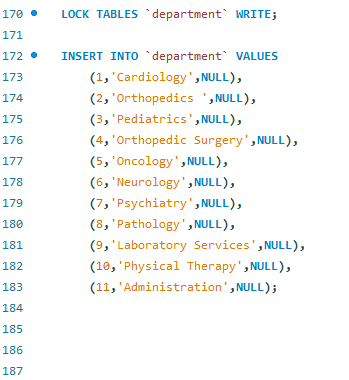 170 LOCK TABLES `department` WRITE;
171
172 INSERT INTO `department` VALUES
173 (1,'Cardiology',NULL),
174 (2,'Orthopedics ',NULL),
175 (3,'Pediatrics',NULL),
176 (4,'Orthopedic Surgery',NULL),
177 (5,'Oncology',NULL),
178 (6,'Neurology',NULL),
179 (7,'Psychiatry',NULL),
180 (8,'Pathology',NULL),
181 (9,'Laboratory Services',NULL),
182 (10,'Physical Therapy',NULL),
183 (11,'Administration',NULL);
184
185
186
187